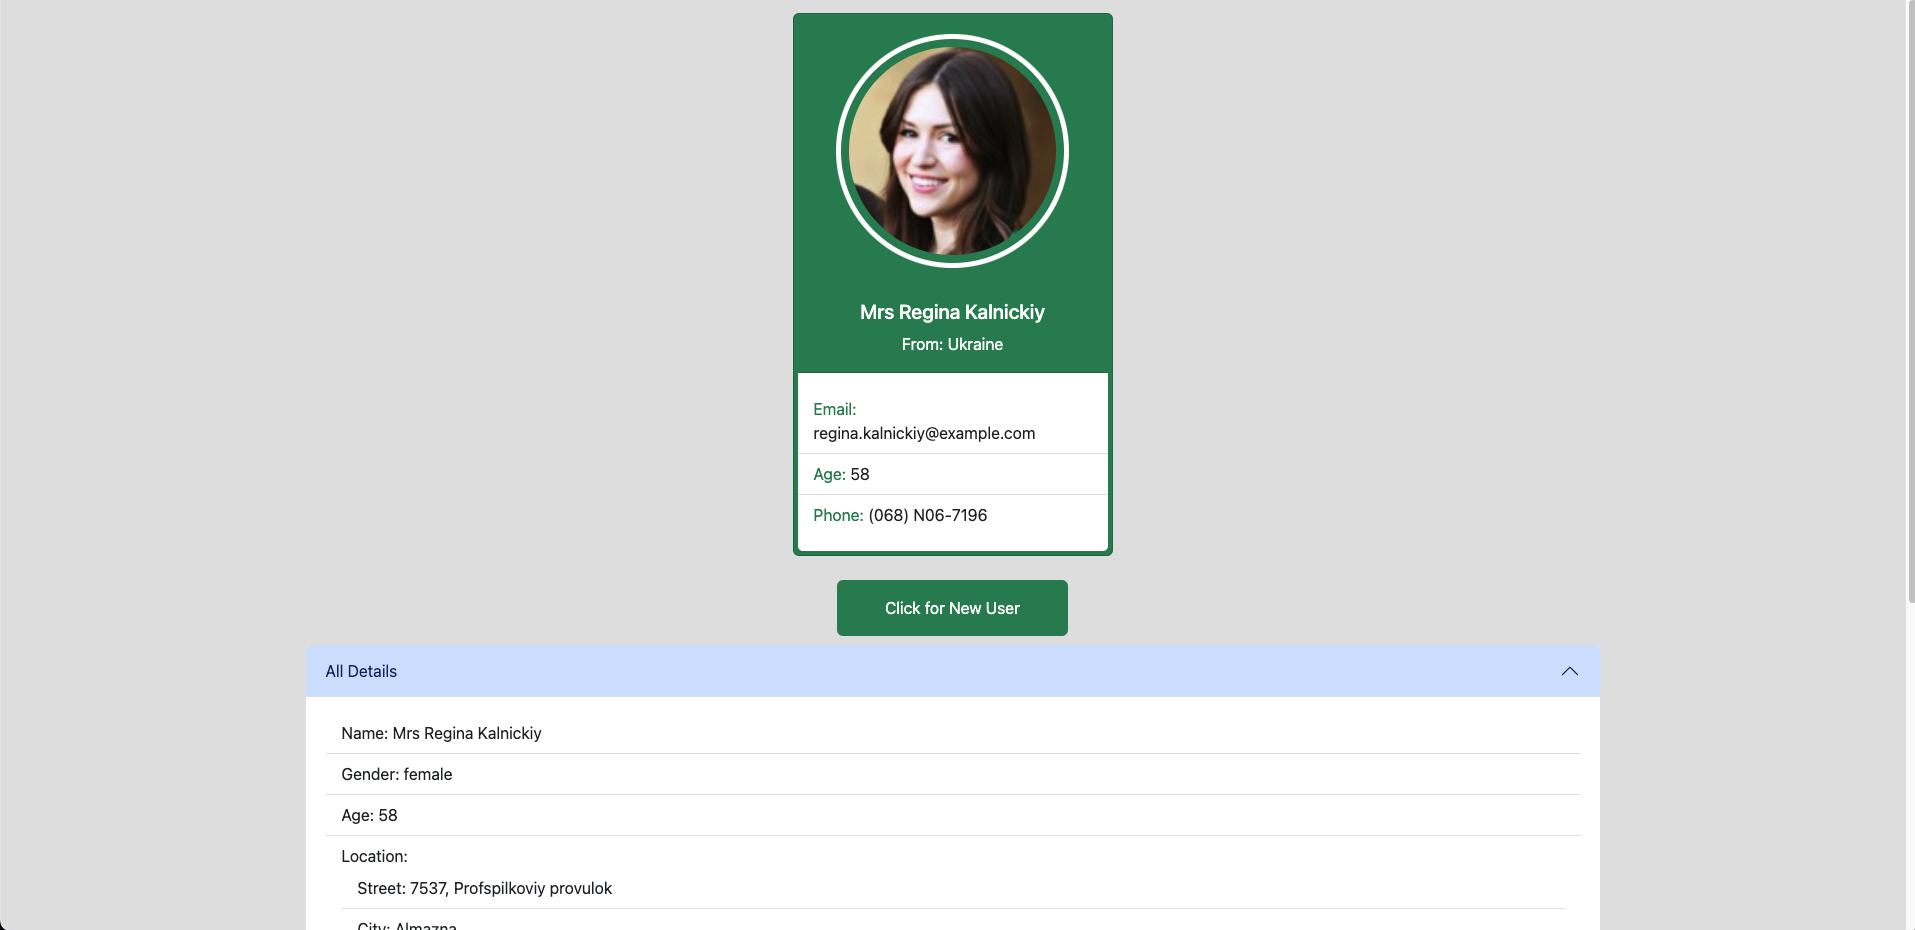 Mrs Regina Kalnickiy
From: Ukraine
Email:
regina.kalnickiy@example.com
Age: 58
Phone: (068) N06-7196
Click for New User
All Details
Name: Mrs Regina Kalnickiy
Gender: female
Age: 58
Location:
Street: 7537, Profspilkoviy provulok
City: Almazna